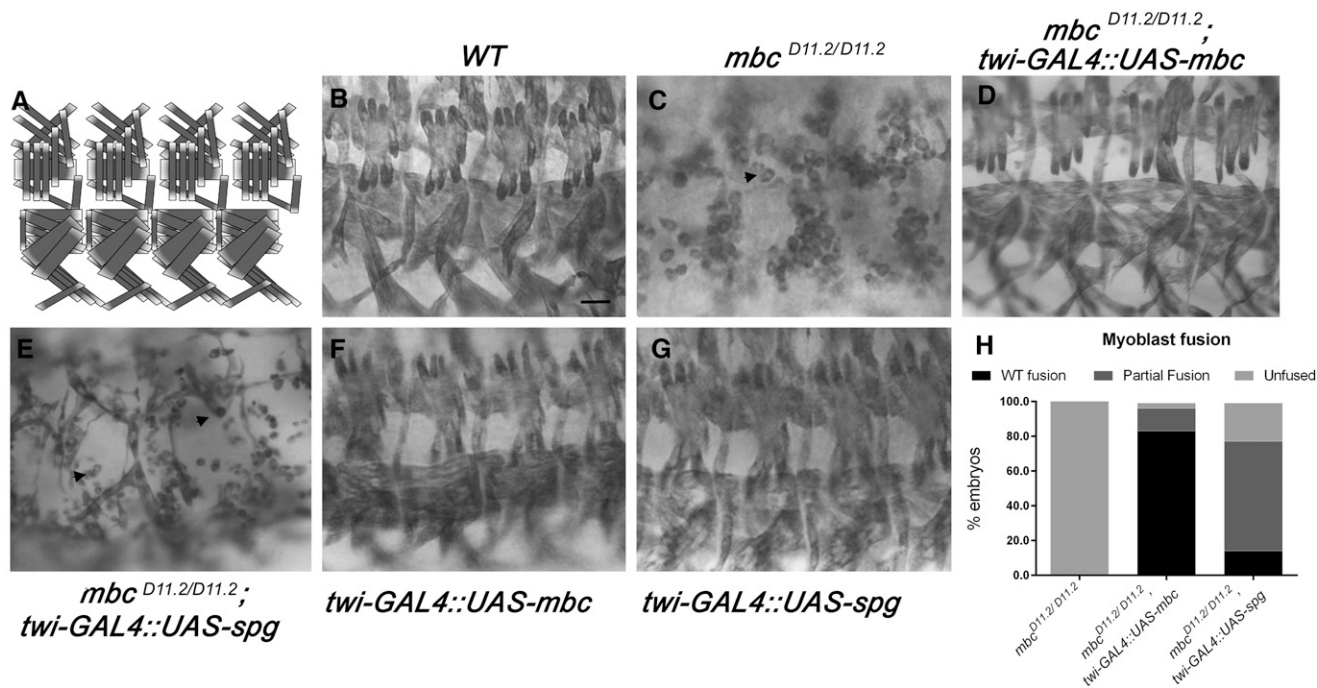 WT
mbc D11.2/D11.2
mbc D11.2/D11.2 ;
twi-GAL4::UAS-mbc
A
B
C
D
E
F
G
mbc D11.2/D11.2 ;
twi-GAL4::UAS-spg
twi-GAL4::UAS-mbc
twi-GAL4::UAS-spg
H
Myoblast fusion
WT fusion
Partial Fusion
Unfused
100.0
80.0
60.0
40.0
20.0
0.0
% embryos
mbc D11.2/ D11.2
mbc D11.2/ D11.2 ,
twi-GAL4::UAS-mbc
mbc D11.2/ D11.2 ,
twi-GAL4::UAS-spg